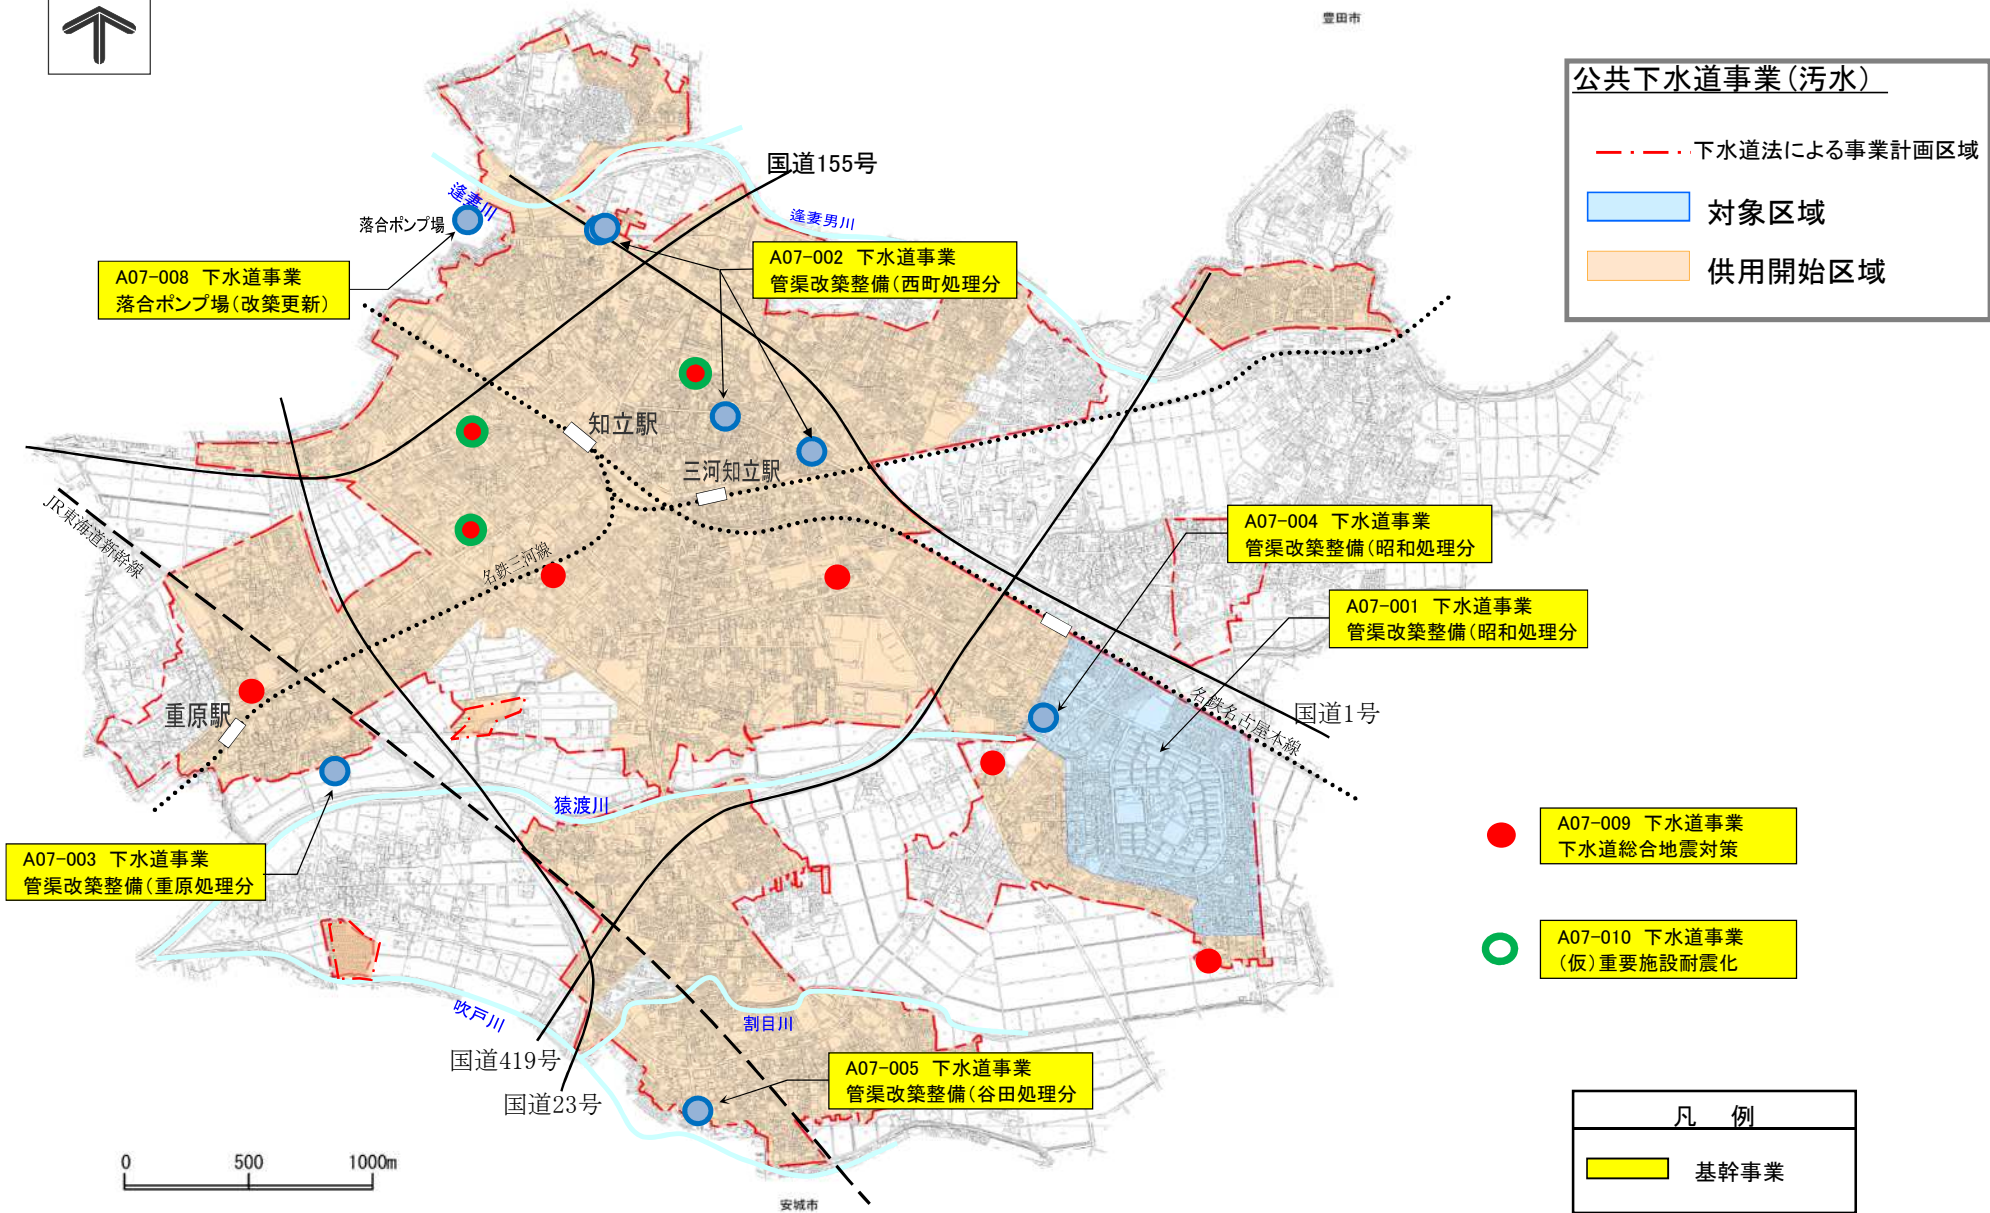 豊田市
公共下水道事業(汚水)
下水道法による事業計画区域
対象区域
供用開始区域
国道155号
逢妻川
逢妻男川
落合ポンプ場
A07-008 下水道事業
落合ポンプ場(改築更新)
A07-002 下水道事業
管渠改築整備(西町処理分
知立駅
三河知立駅
JR東海道新幹線
名鉄三河線
A07-004 下水道事業
管渠改築整備(昭和処理分
A07-001 下水道事業
管渠改築整備(昭和処理分
重原駅
名鉄名古屋本線
国道1号
猿渡川
A07-003 下水道事業
管渠改築整備(重原処理分
A07-009 下水道事業
下水道総合地震対策
A07-010 下水道事業
(仮)重要施設耐震化
吹戸川
割目川
国道419号
国道23号
A07-005 下水道事業
管渠改築整備(谷田処理分
凡 例
基幹事業
0 500 1000m
安城市